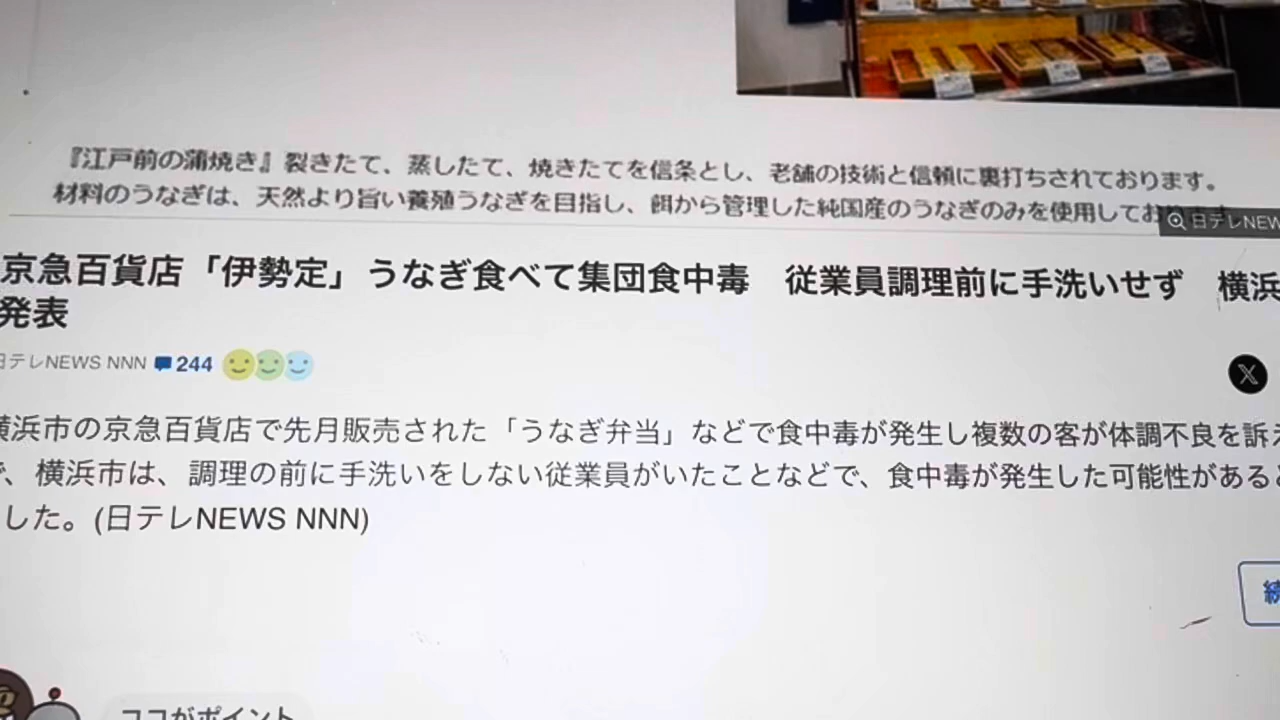 『江戸前の蒲焼き』裂きたて、蒸したて、焼きたてを信条とし、老舗の技術と信頼に裏打ちされております。
材料のうなぎは、天然より旨い養殖うなぎを目指し、餌から管理した純国産のうなぎのみを使用してお
日テレNEW
京急百貨店「伊勢定」うなぎ食べて集団食中毒　従業員調理前に手洗いせず　横浜
発表
日テレNEWS NNN 244
横浜市の京急百貨店で先月販売された「うなぎ弁当」などで食中毒が発生し複数の客が体調不良を訴え
で、横浜市は、調理の前に手洗いをしない従業員がいたことなどで、食中毒が発生した可能性があると
した。(日テレNEWS NNN)
続
ココがポイント